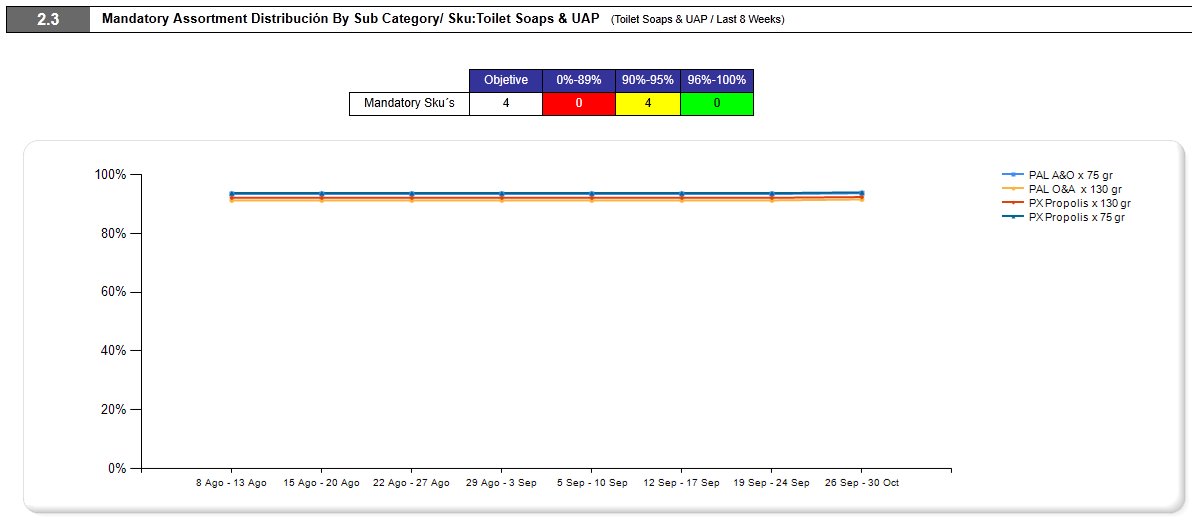 2.3 Mandatory Assortment Distribución By Sub Category/ Sku:Toilet Soaps & UAP (Toilet Soaps & UAP / Last 8 Weeks)
Objetive 0%-89% 90%-95% 96%-100%
Mandatory Sku´s 4 0 4 0
100%
80%
60%
40%
20%
0%
8 Ago - 13 Ago 15 Ago - 20 Ago 22 Ago - 27 Ago 29 Ago - 3 Sep 5 Sep - 10 Sep 12 Sep - 17 Sep 19 Sep - 24 Sep 26 Sep - 30 Oct
PAL A&O x 75 gr
PAL O&A x 130 gr
PX Propolis x 130 gr
PX Propolis x 75 gr